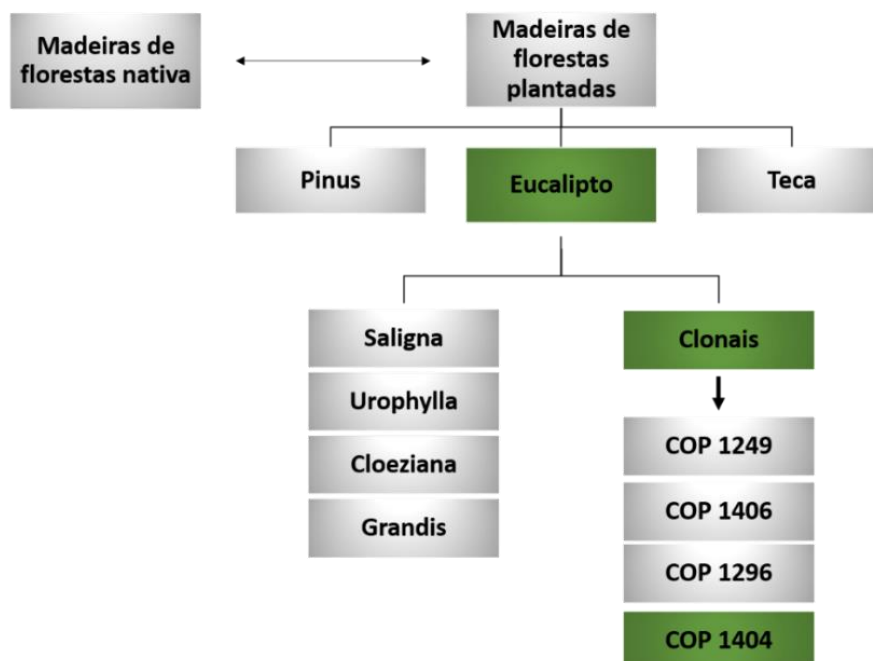 Madeiras de
florestas nativa
Madeiras de
florestas
plantadas
Pinus
Eucalipto
Teca
Saligna
Urophylla
Cloeziana
Grandis
Clonais
COP 1249
COP 1406
COP 1296
COP 1404